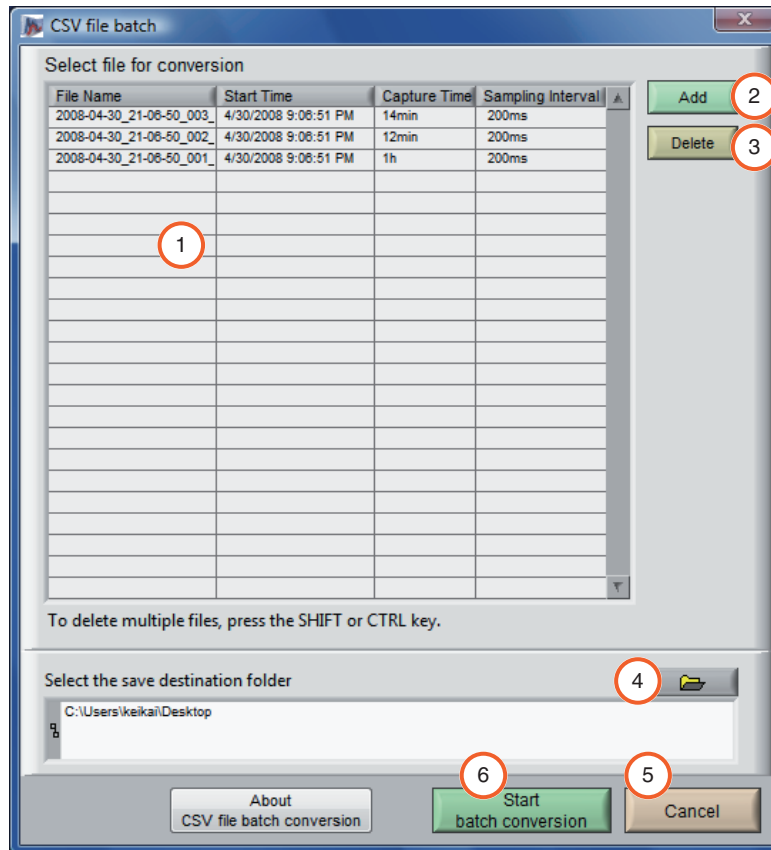 CSV file batch
X
Select file for conversion
File Name Start Time Capture Time Sampling Interval
2008-04-30_21-06-50_003_ 4/30/2008 9:06:51 PM 14min 200ms
2008-04-30_21-06-50_002_ 4/30/2008 9:06:51 PM 12min 200ms
2008-04-30_21-06-50_001_ 4/30/2008 9:06:51 PM 1h 200ms
Add 2
Delete 3
1
To delete multiple files, press the SHIFT or CTRL key.
Select the save destination folder 4
C:\Users\keikai\Desktop
6 5
About
CSV file batch conversion
Start
batch conversion
Cancel